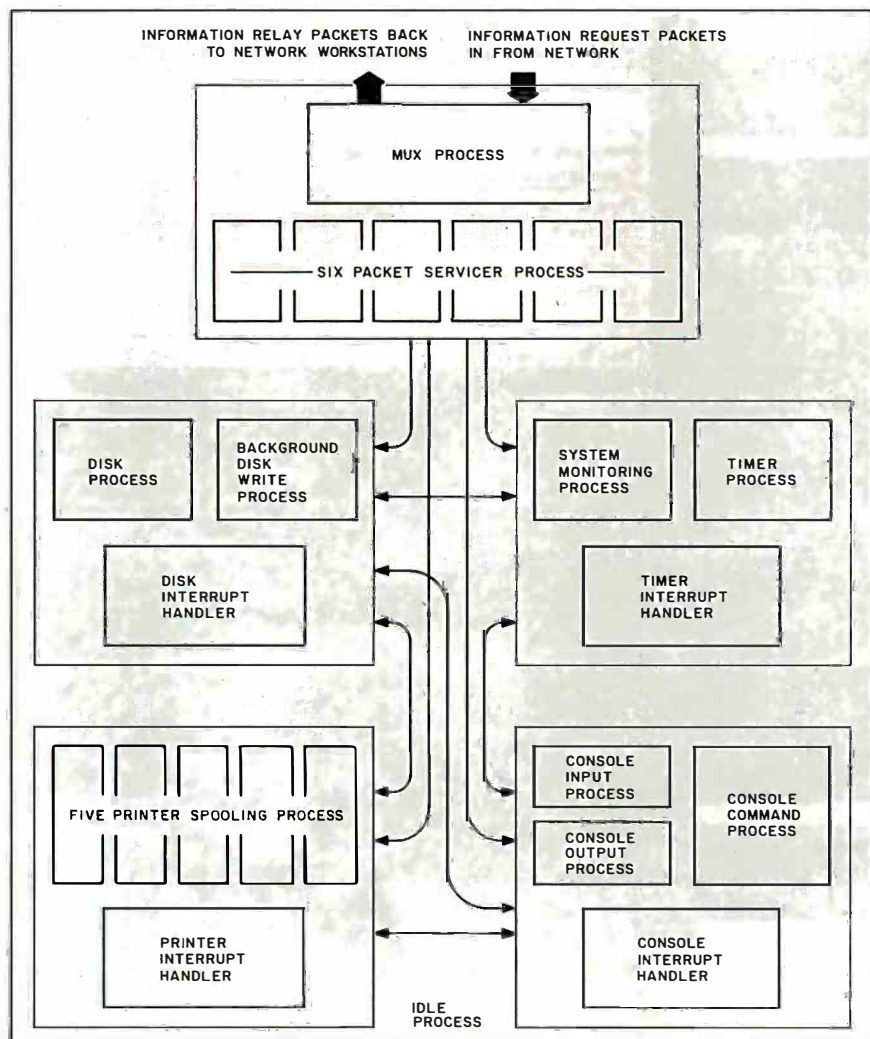 INFORMATION RELAY PACKETS BACK
TO NETWORK WORKSTATIONS
INFORMATION REQUEST PACKETS
IN FROM NETWORK
MUX PROCESS
SIX PACKET SERVICER PROCESS
DISK
PROCESS
BACKGROUND
DISK
WRITE
PROCESS
DISK
INTERRUPT
HANDLER
SYSTEM
MONITORING
PROCESS
TIMER
PROCESS
TIMER
INTERRUPT
HANDLER
FIVE PRINTER SPOOLING PROCESS
PRINTER
INTERRUPT
HANDLER
CONSOLE
INPUT
PROCESS
CONSOLE
OUTPUT
PROCESS
CONSOLE
COMMAND
PROCESS
CONSOLE
INTERRUPT
HANDLER
IDLE
PROCESS